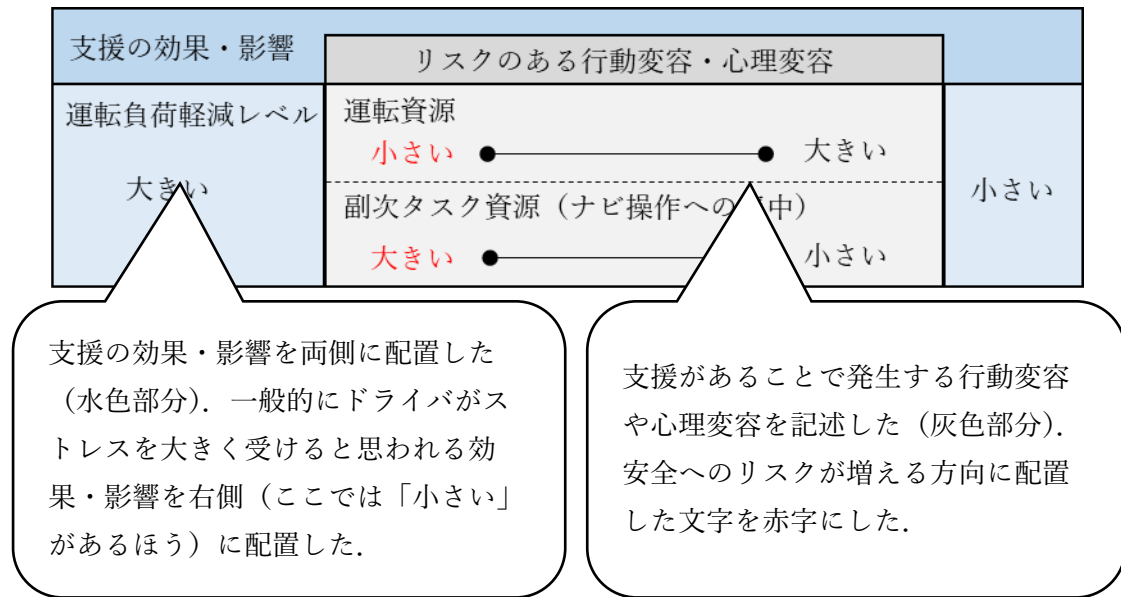 支援の効果・影響
リスクのある行動変容・心理変容
運転負荷軽減レベル
大きい
運転資源
小さい 大きい
副次タスク資源（ナビ操作への 中）
大きい 小さい
小さい
支援の効果・影響を両側に配置した
（水色部分）．一般的にドライバがス
トレスを大きく受けると思われる効
果・影響を右側（ここでは「小さい」
があるほう）に配置した．
支援があることで発生する行動変容
や心理変容を記述した（灰色部分）．
安全へのリスクが増える方向に配置
した文字を赤字にした．